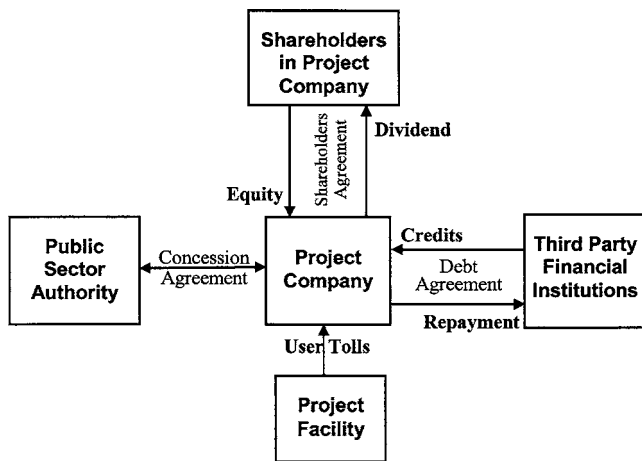 Shareholders
in Project
Company
Equity
Shareholders
Agreement
Dividend
Public
Sector
Authority
Concession
Agreement
Project
Company
Credits
Debt
Agreement
Repayment
Third Party
Financial
Institutions
User Tolls
Project
Facility